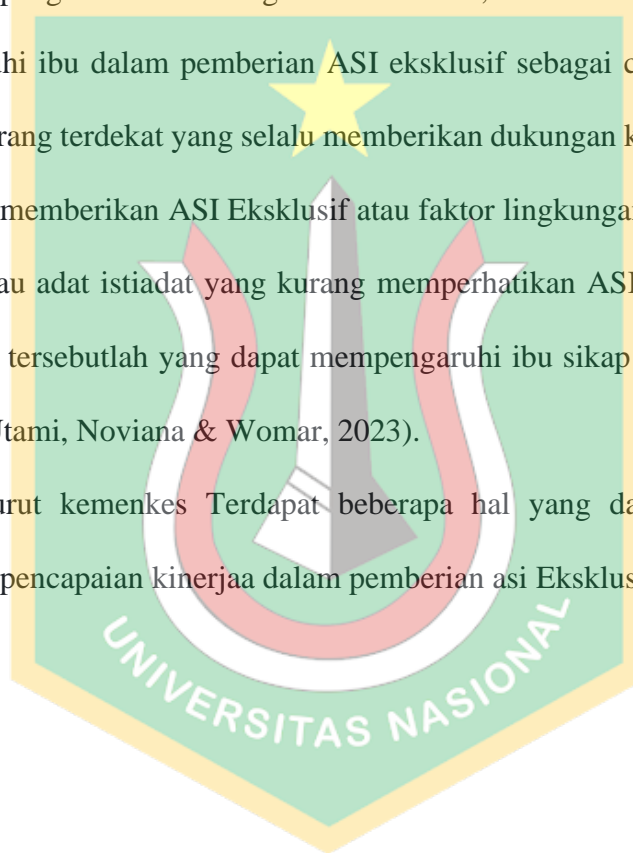 hi ibu dalam pemberian ASI eksklusif sebagai
rang terdekat yang selalu memberikan dukungan
memberikan ASI Eksklusif atau faktor lingkungan
au adat istiadat yang kurang memperhatikan ASI
tersebutlah yang dapat mempengaruhi ibu sikap
Utami, Noviana & Womar, 2023).
urut kemenkes Terdapat beberapa hal yang da
pencapaian kinerjaa dalam pemberian asi Eksklus
UNIVERSITAS NASIONAL